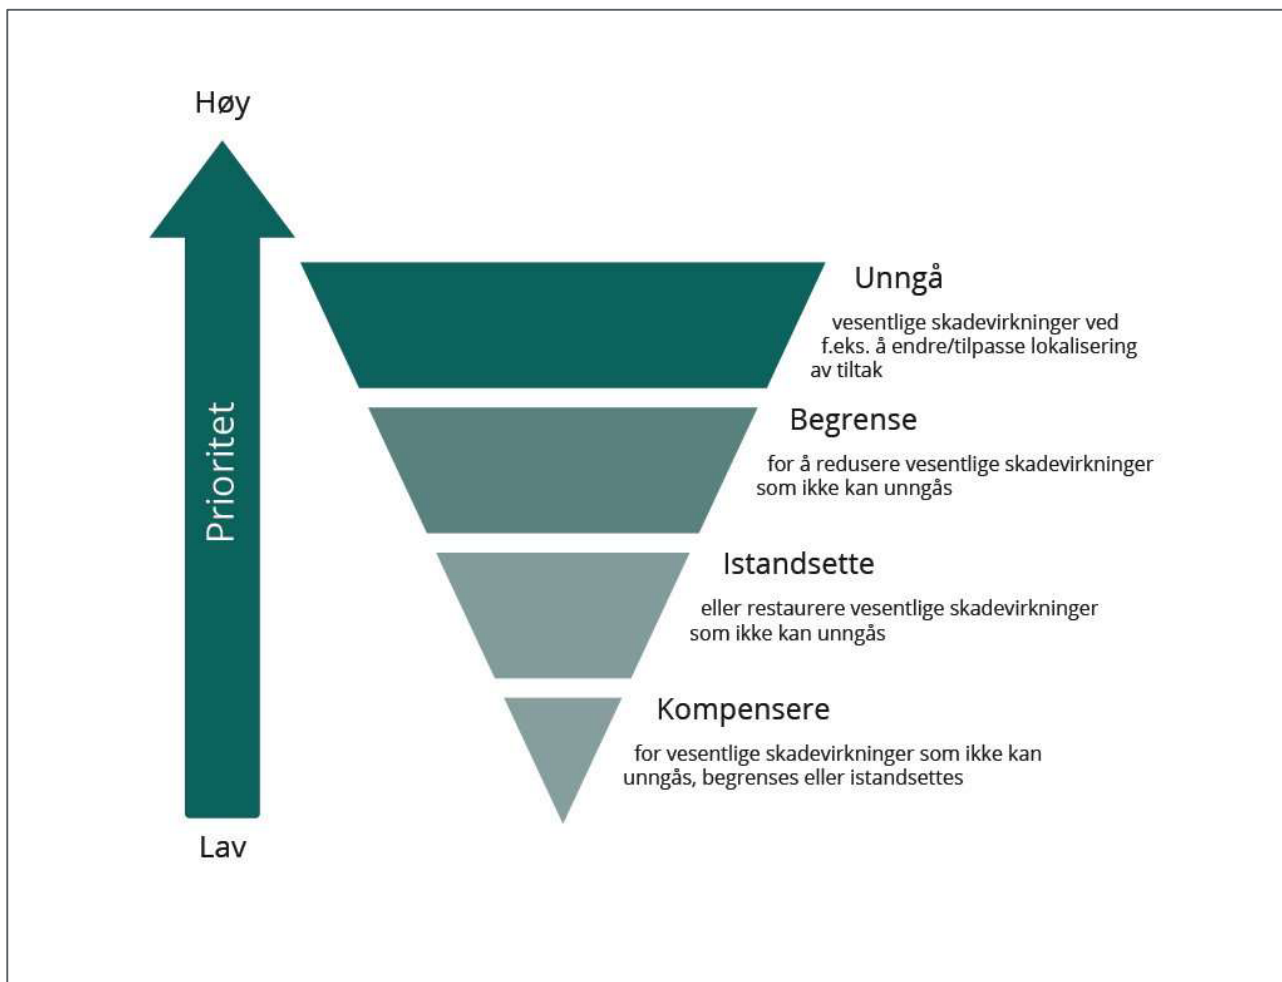 Høy
Prioritet
Lav
Unngå
vesentlige skadevirkninger ved
f.eks. å endre/tilpasse lokalisering
av tiltak
Begrense
for å redusere vesentlige skadevirkninger
som ikke kan unngås
Istandsette
eller restaurere vesentlige skadevirkninger
som ikke kan unngås
Kompensere
for vesentlige skadevirkninger som ikke kan
unngås, begrenses eller istandsettes